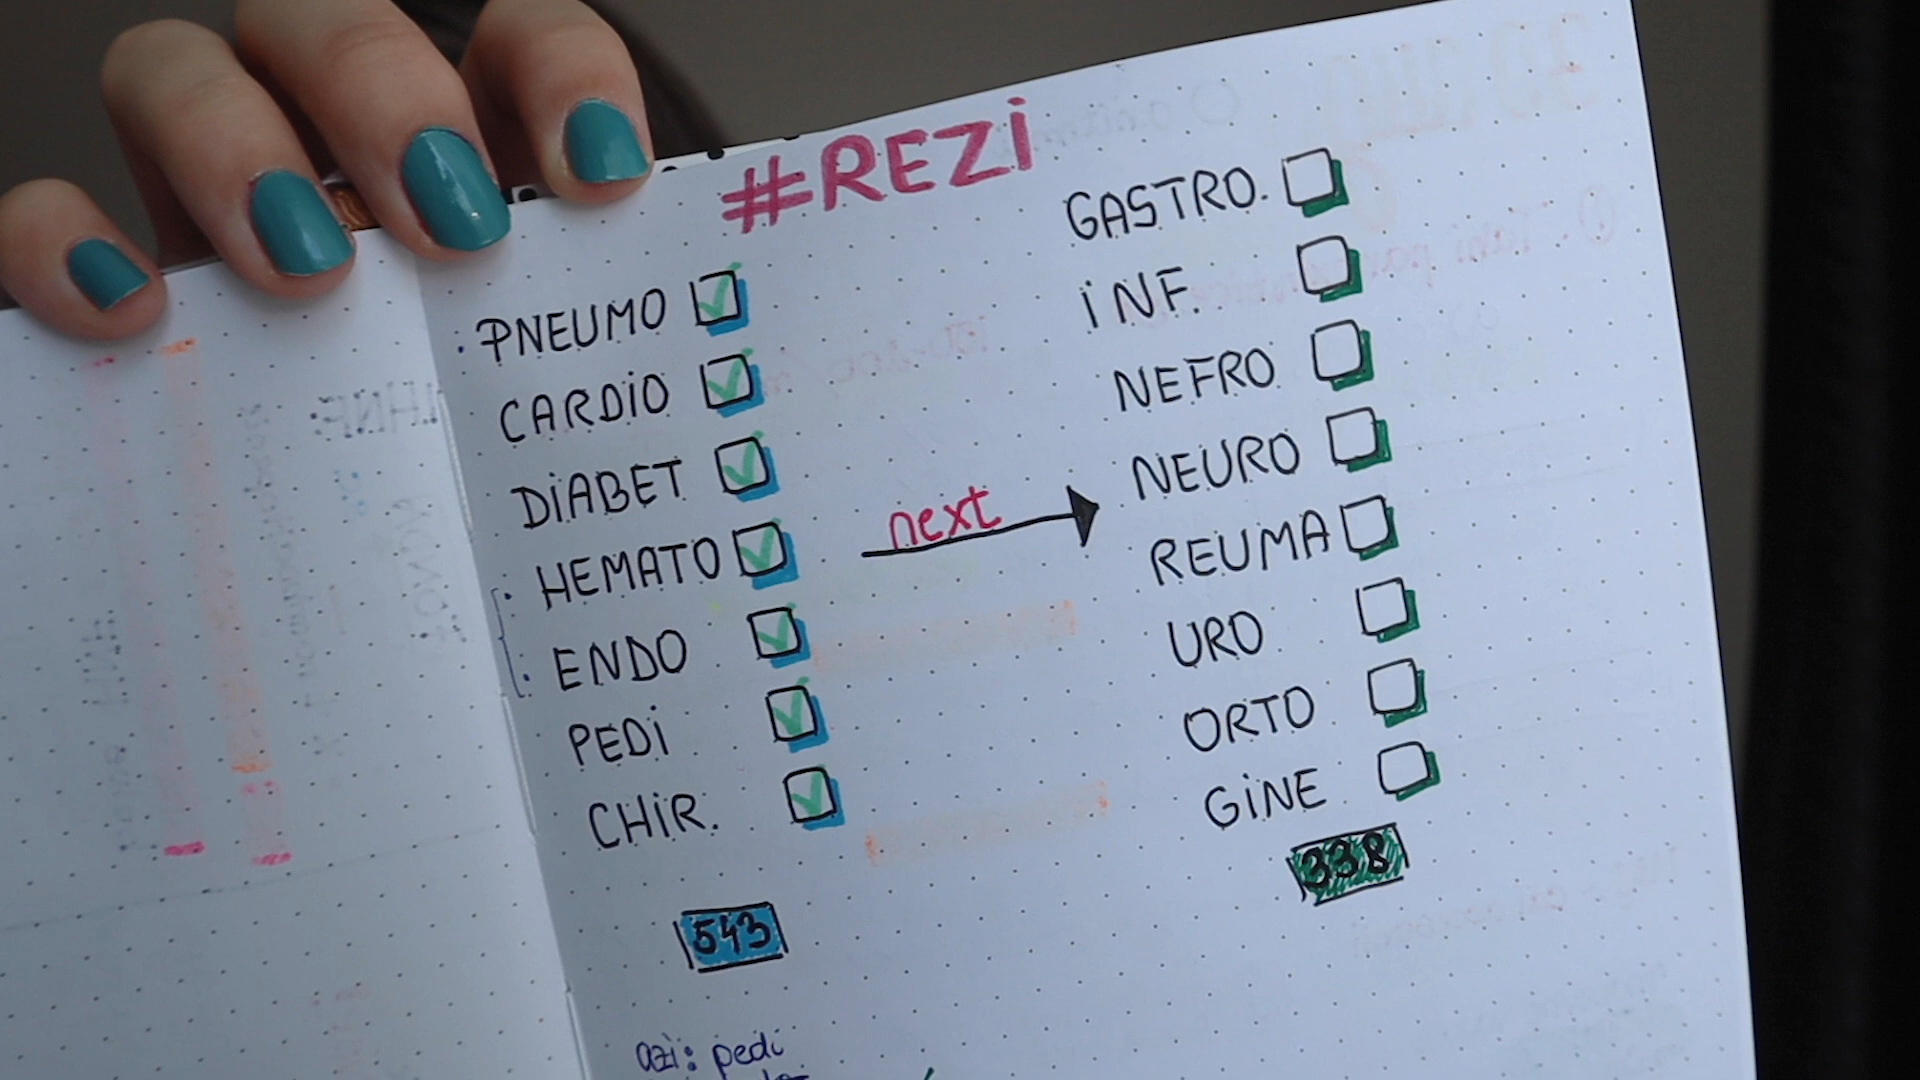 #REZI
PNEUMO
CARDIO
DIABET
HEMATO
ENDO
PEDI
CHIR.
543
next
GASTRO.
INF.
NEFRO
NEURO
REUMA
URO
ORTO
GINE
338
azi: pedi